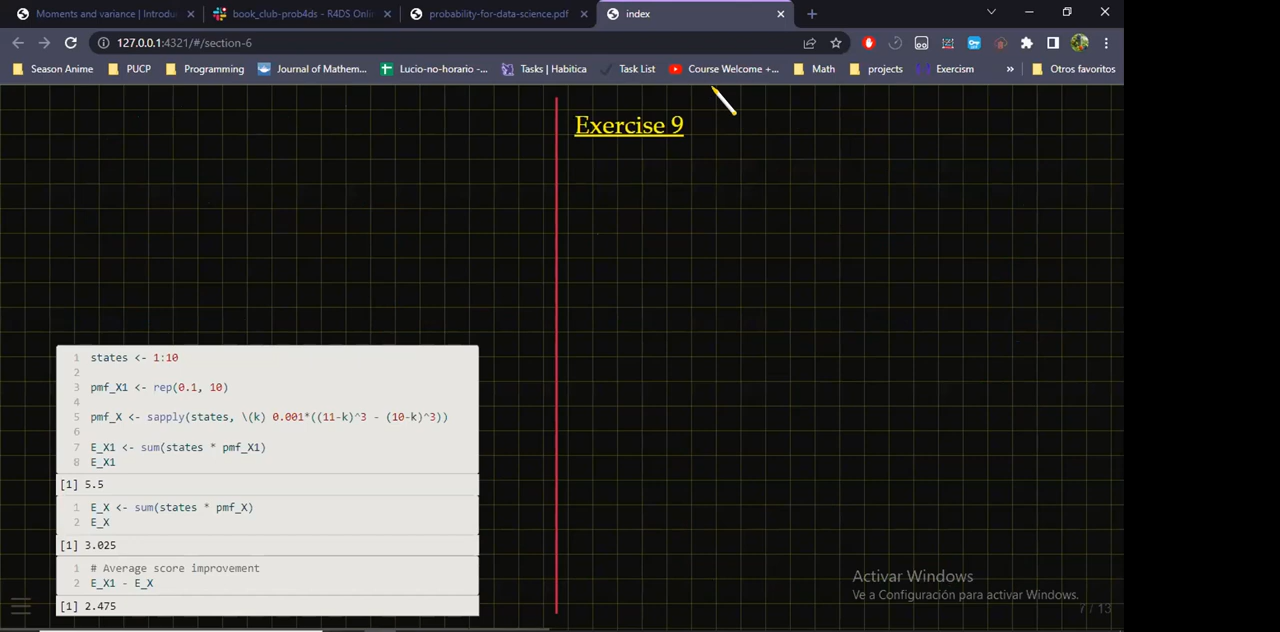 Moments and variance | Introdu
book_club-prob4ds - R4DS Onlin
probability-for-data-science.pdf
index
127.0.0.1:4321/#/section-6
Season Anime
PUCP
Programming
Journal of Mathem...
Lucio-no-horario -...
Tasks | Habitica
Task List
Course Welcome +...
Math
projects
Exercism
»
Otros favoritos
Exercise 9
1 states <- 1:10
2
3 pmf_X1 <- rep(0.1, 10)
4
5 pmf_X <- sapply(states, \(k) 0.001*((11-k)^3 - (10-k)^3))
6
7 E_X1 <- sum(states * pmf_X1)
8 E_X1
[1] 5.5
1 E_X <- sum(states * pmf_X)
2 E_X
[1] 3.025
1 # Average score improvement
2 E_X1 - E_X
[1] 2.475
Activar Windows
Ve a Configuración para activar Windows.
7 / 13